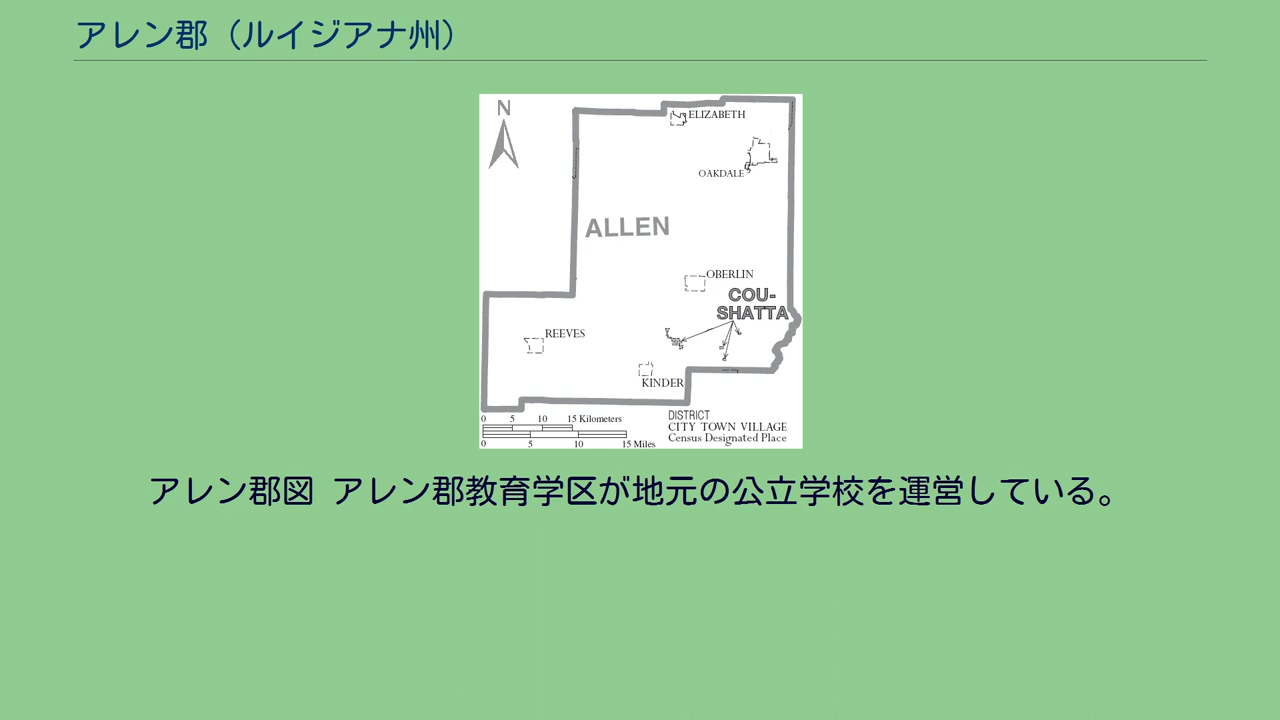 アレン郡（ルイジアナ州）
N
ELIZABETH
OAKDALE
ALLEN
OBERLIN
COU-
SHATTA
REEVES
KINDER
0 5 10 15 Kilometers
0 5 10 15 Miles
DISTRICT
CITY TOWN VILLAGE
Census Designated Place
アレン郡図 アレン郡教育学区が地元の公立学校を運営している。